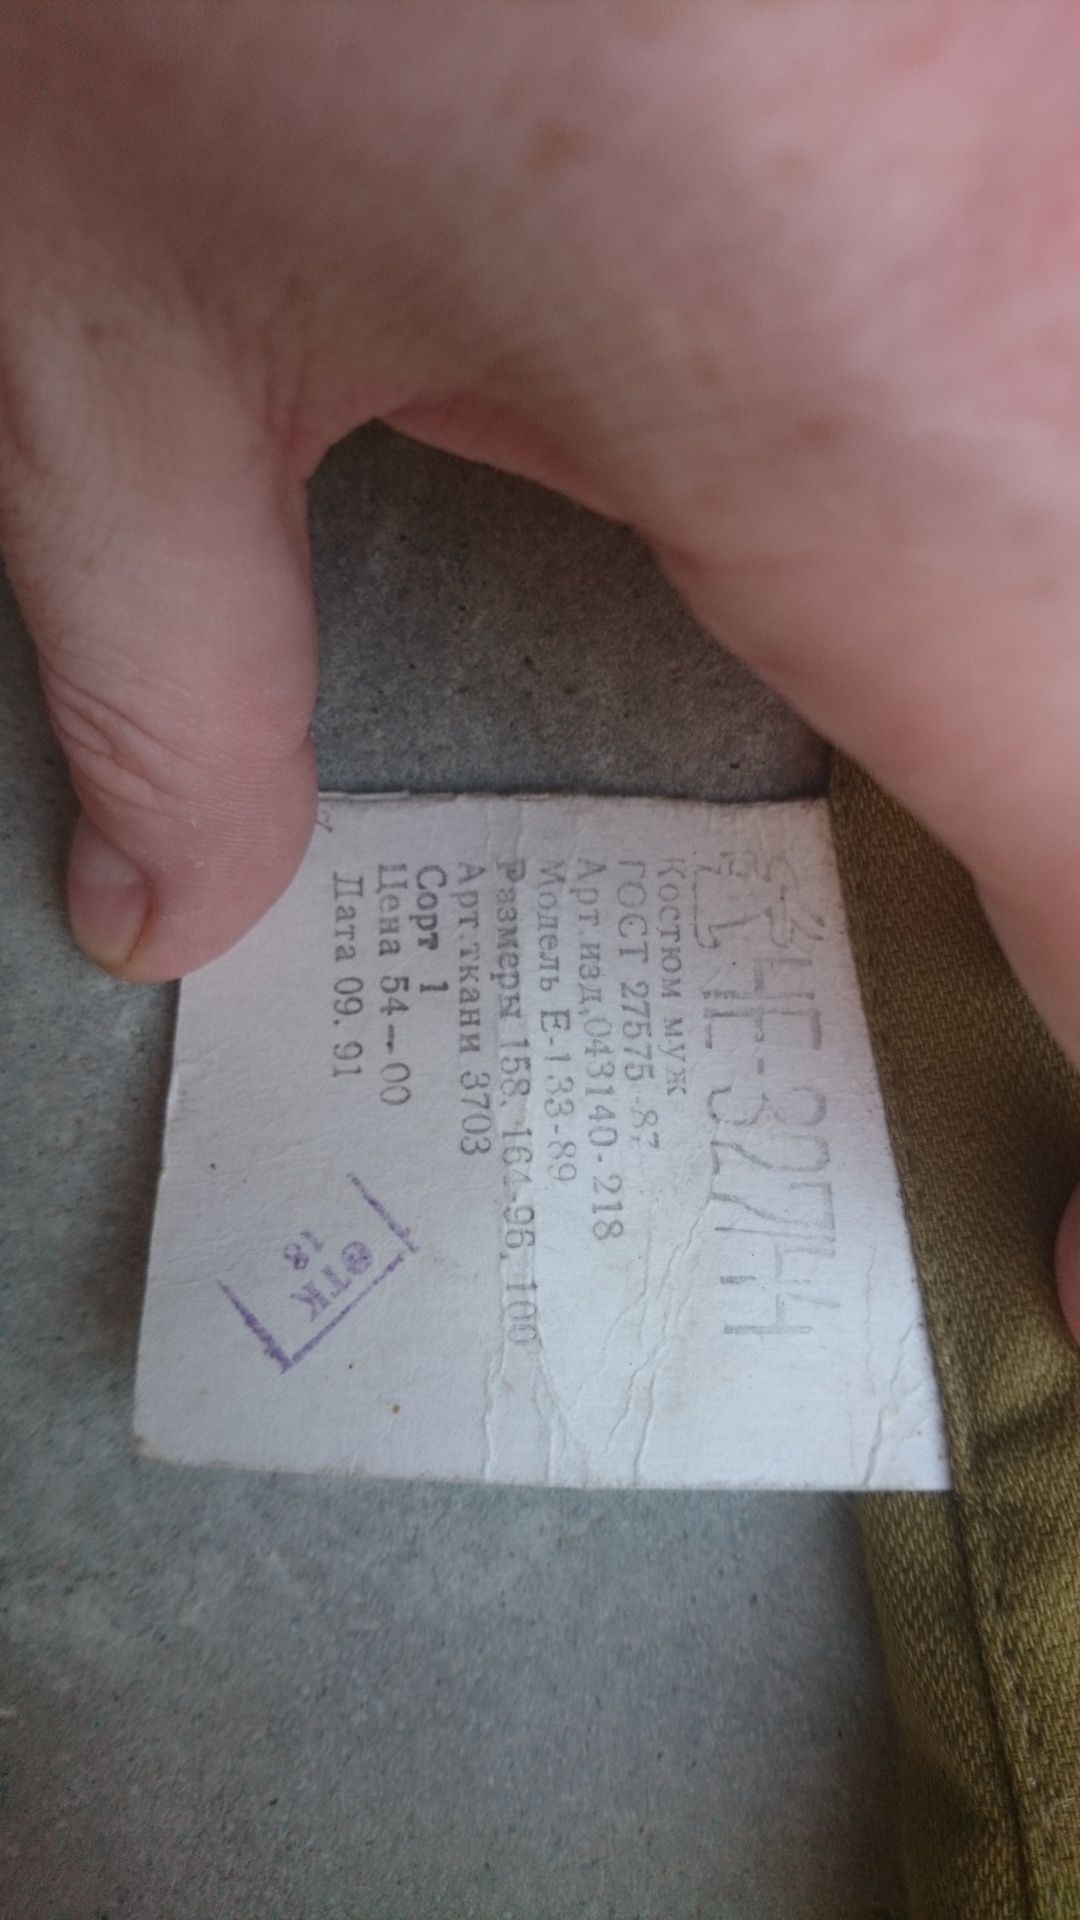 Костюм муж
ГОСТ 27575-87
Арт.изд,043140-218
Модель Е-133-89
Размеры 158, 164-96, 100
Арт.ткани 3703
Сорт 1
Цена 54—00
Дата 09.91
ОТК
18